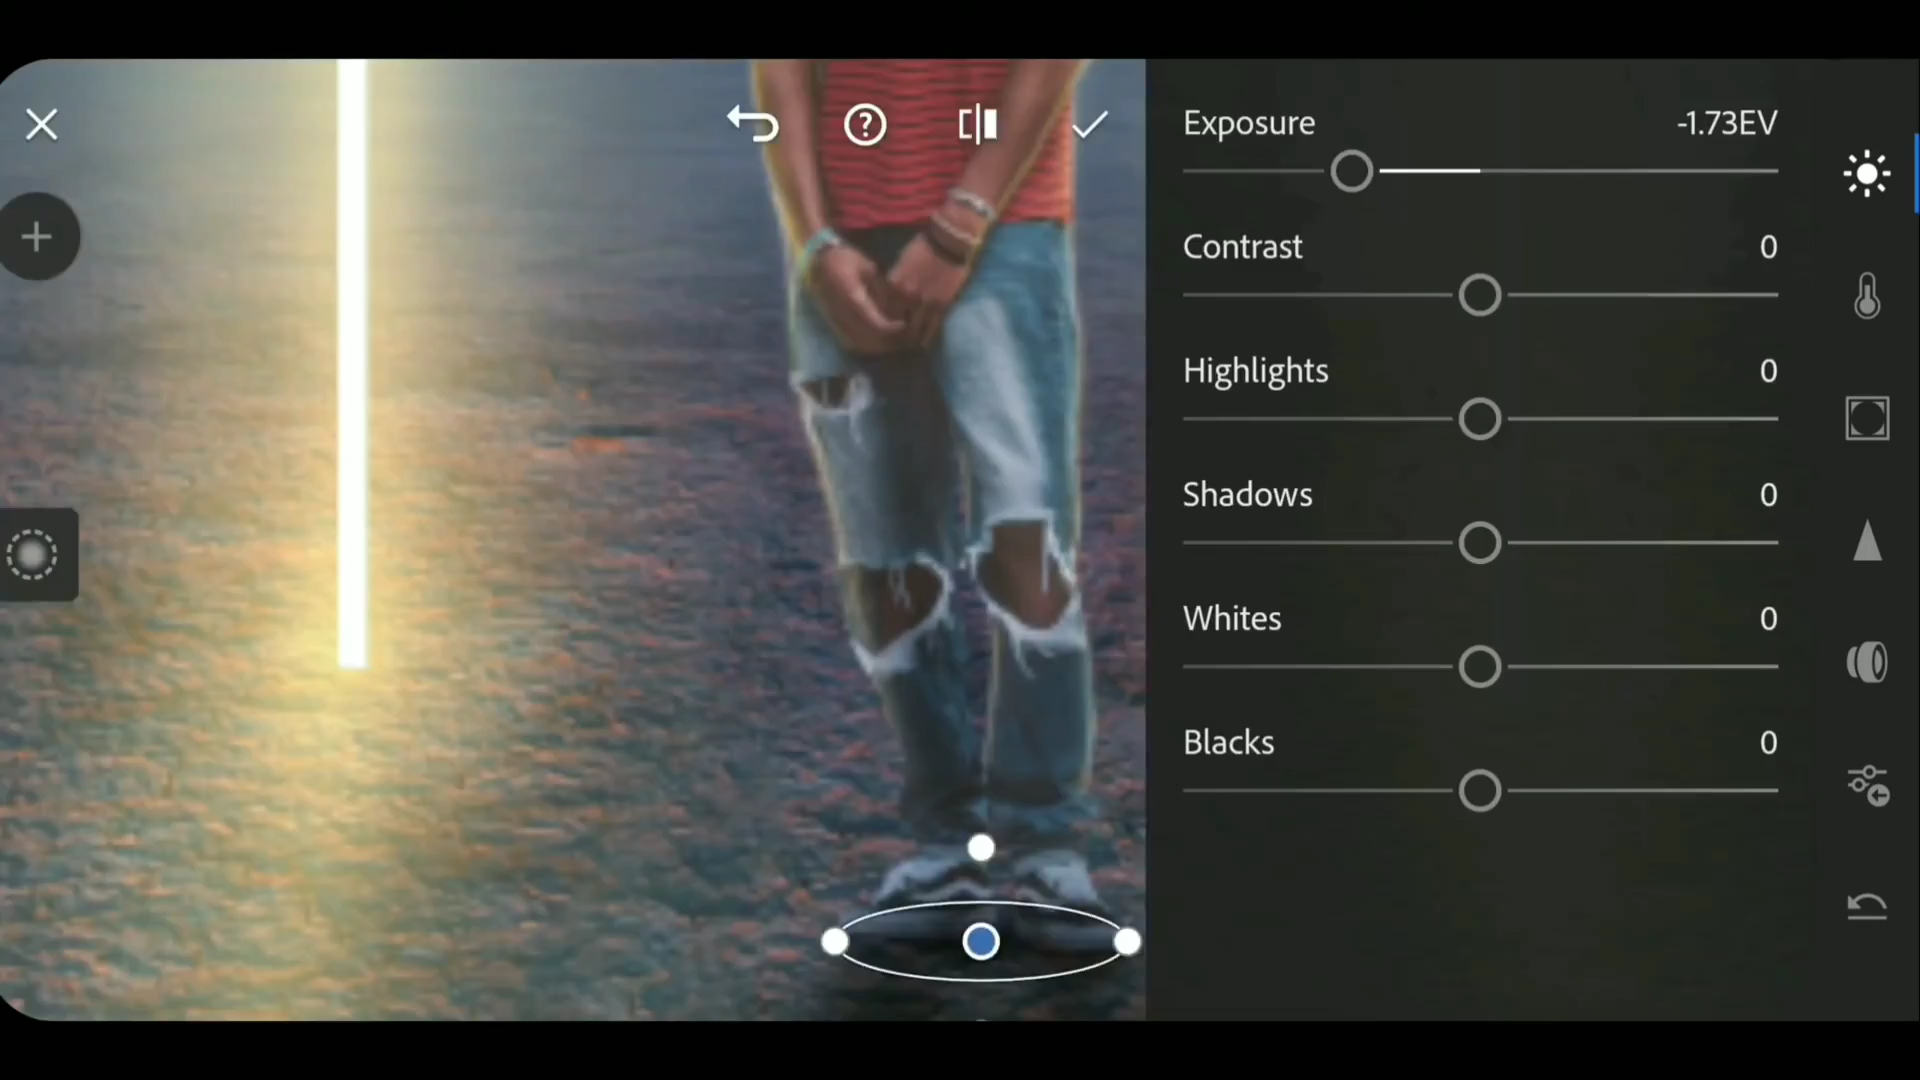 Exposure -1.73EV
Contrast 0
Highlights 0
Shadows 0
Whites 0
Blacks 0